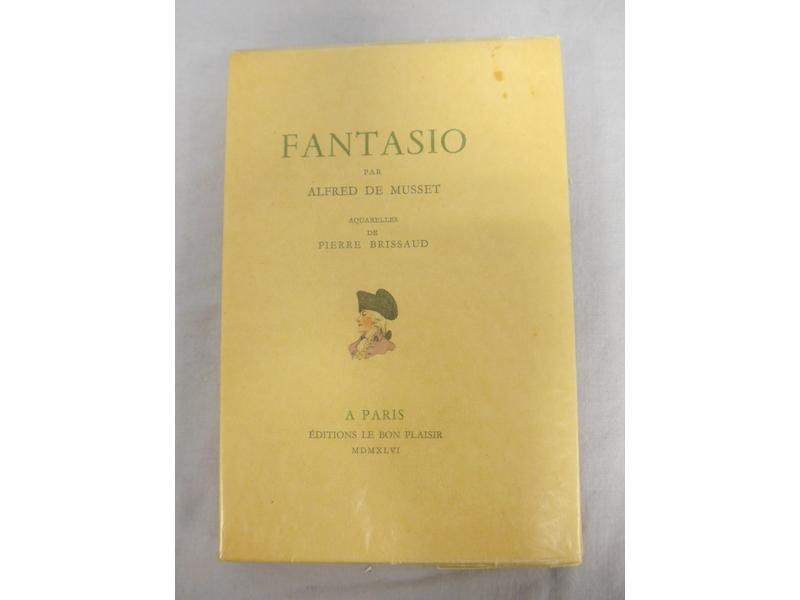 FANTASIO
PAR
ALFRED DE MUSSET
AQUARELLES
DE
PIERRE BRISSAUD
A PARIS
ÉDITIONS LE BON PLAISIR
MDMXLVI